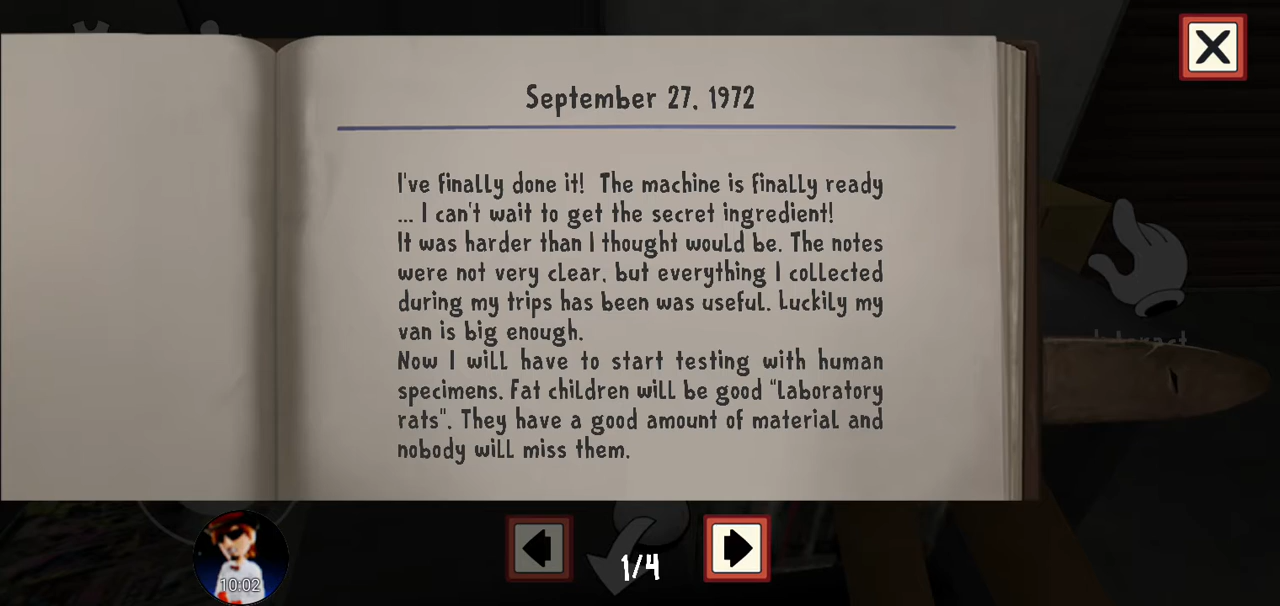 September 27, 1972
I've finally done it! The machine is finally ready
... I can't wait to get the secret ingredient!
It was harder than I thought would be. The notes
were not very clear, but everything I collected
during my trips has been was useful. Luckily my
van is big enough.
Now I will have to start testing with human
specimens. Fat children will be good "laboratory
rats". They have a good amount of material and
nobody will miss them.
Interact
1/4
10:02